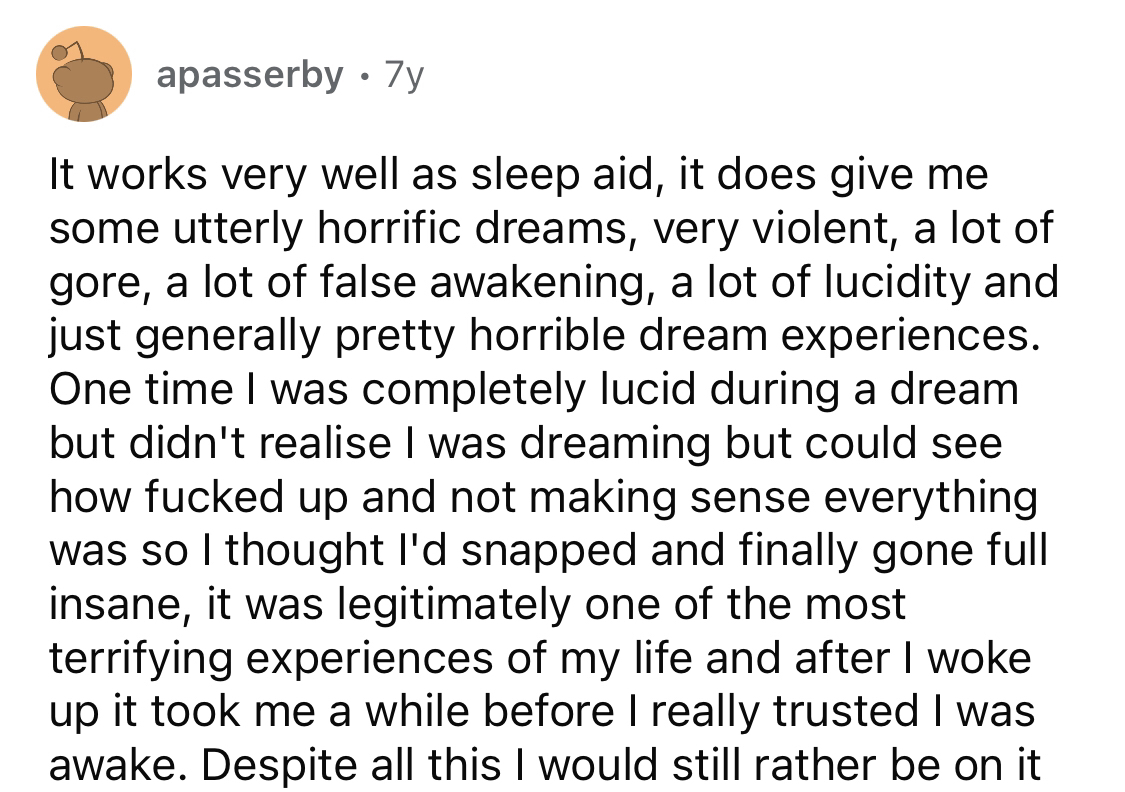 apasserby • 7y
It works very well as sleep aid, it does give me
some utterly horrific dreams, very violent, a lot of
gore, a lot of false awakening, a lot of lucidity and
just generally pretty horrible dream experiences.
One time I was completely lucid during a dream
but didn't realise I was dreaming but could see
how fucked up and not making sense everything
was so I thought I'd snapped and finally gone full
insane, it was legitimately one of the most
terrifying experiences of my life and after I woke
up it took me a while before I really trusted I was
awake. Despite all this I would still rather be on it